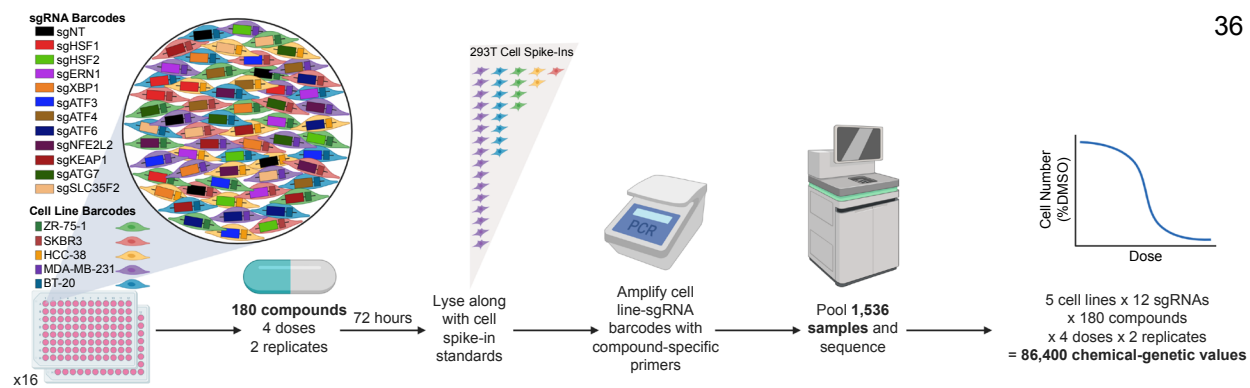 36
sgRNA Barcodes
sgNT
sgHSF1
sgHSF2
sgERN1
sgXBP1
sgATF3
sgATF4
sgATF6
sgNFE2L2
sgKEAP1
sgATG7
sgSLC35F2
Cell Line Barcodes
ZR-75-1
SKBR3
HCC-38
MDA-MB-231
BT-20
x16
180 compounds
4 doses
2 replicates
72 hours
293T Cell Spike-Ins
Lyse along
with cell
spike-in
standards
PCR
Amplify cell
line-sgRNA
barcodes with
compound-specific
primers
Pool 1,536
samples and
sequence
Cell Number
(%DMSO)
Dose
5 cell lines x 12 sgRNAs
x 180 compounds
x 4 doses x 2 replicates
= 86,400 chemical-genetic values